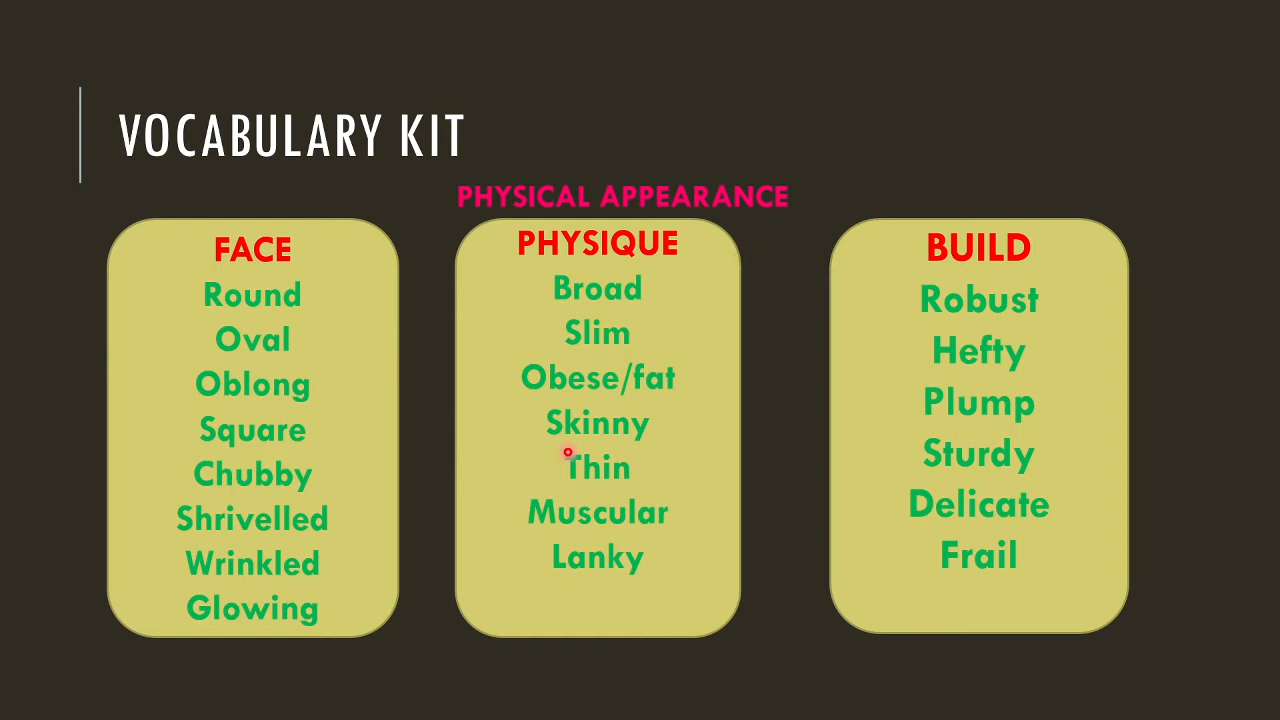 VOCABULARY KIT
PHYSICAL APPEARANCE
FACE
Round
Oval
Oblong
Square
Chubby
Shrivelled
Wrinkled
Glowing
PHYSIQUE
Broad
Slim
Obese/fat
Skinny
Thin
Muscular
Lanky
BUILD
Robust
Hefty
Plump
Sturdy
Delicate
Frail